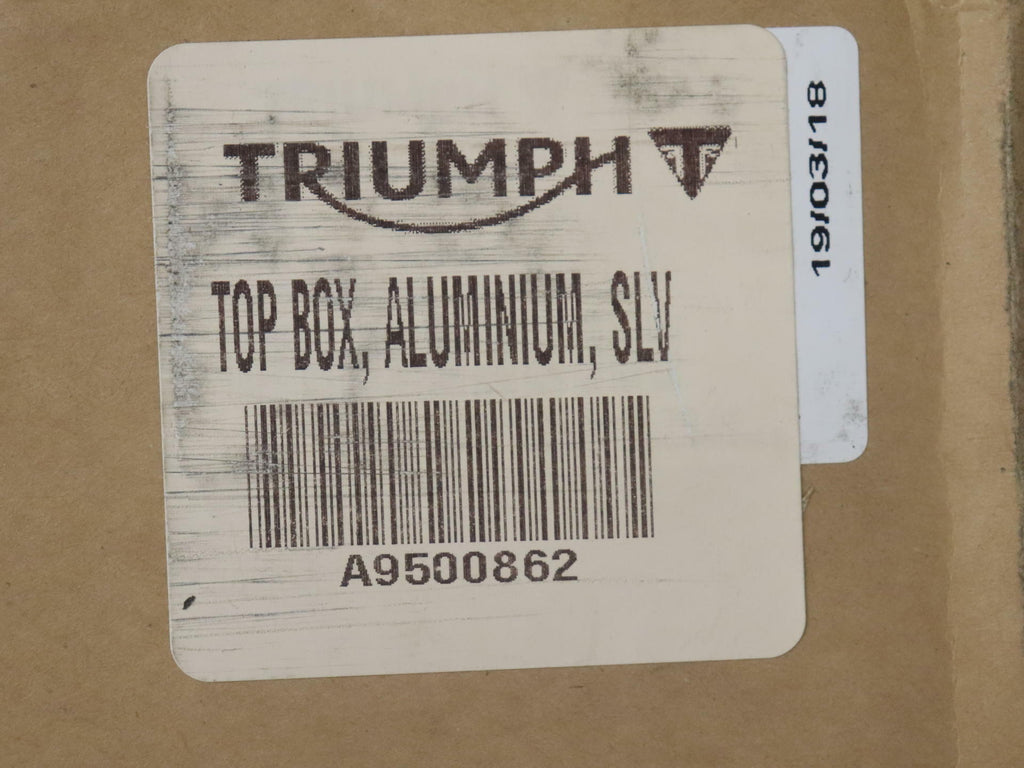 TRIUMPH
TOP BOX, ALUMINIUM, SLV
A9500862
19/03/18